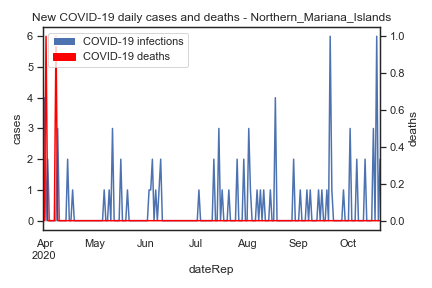 New COVID-19 daily cases and deaths - Northern_Mariana_Islands
COVID-19 infections
COVID-19 deaths
cases
6
5
4
3
2
1
0
deaths
1.0
0.8
0.6
0.4
0.2
0.0
Apr May Jun Jul Aug Sep Oct
2020
dateRep